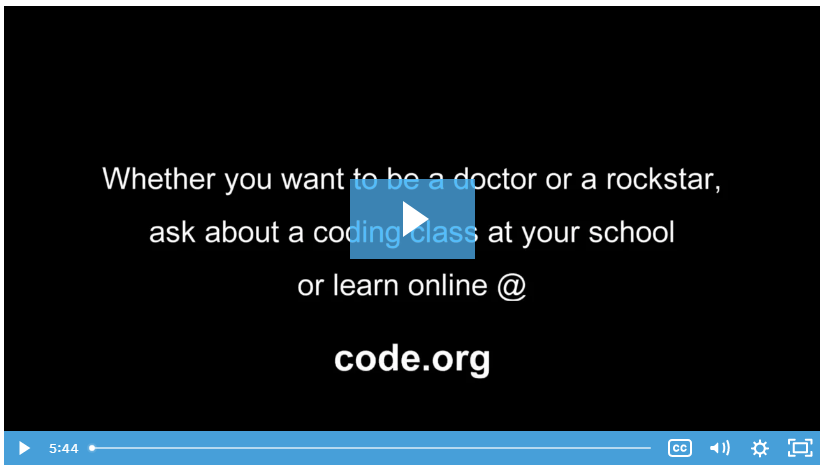 Whether you want to be a doctor or a rockstar,
ask about a coding class at your school
or learn online @
code.org
5:44
CC